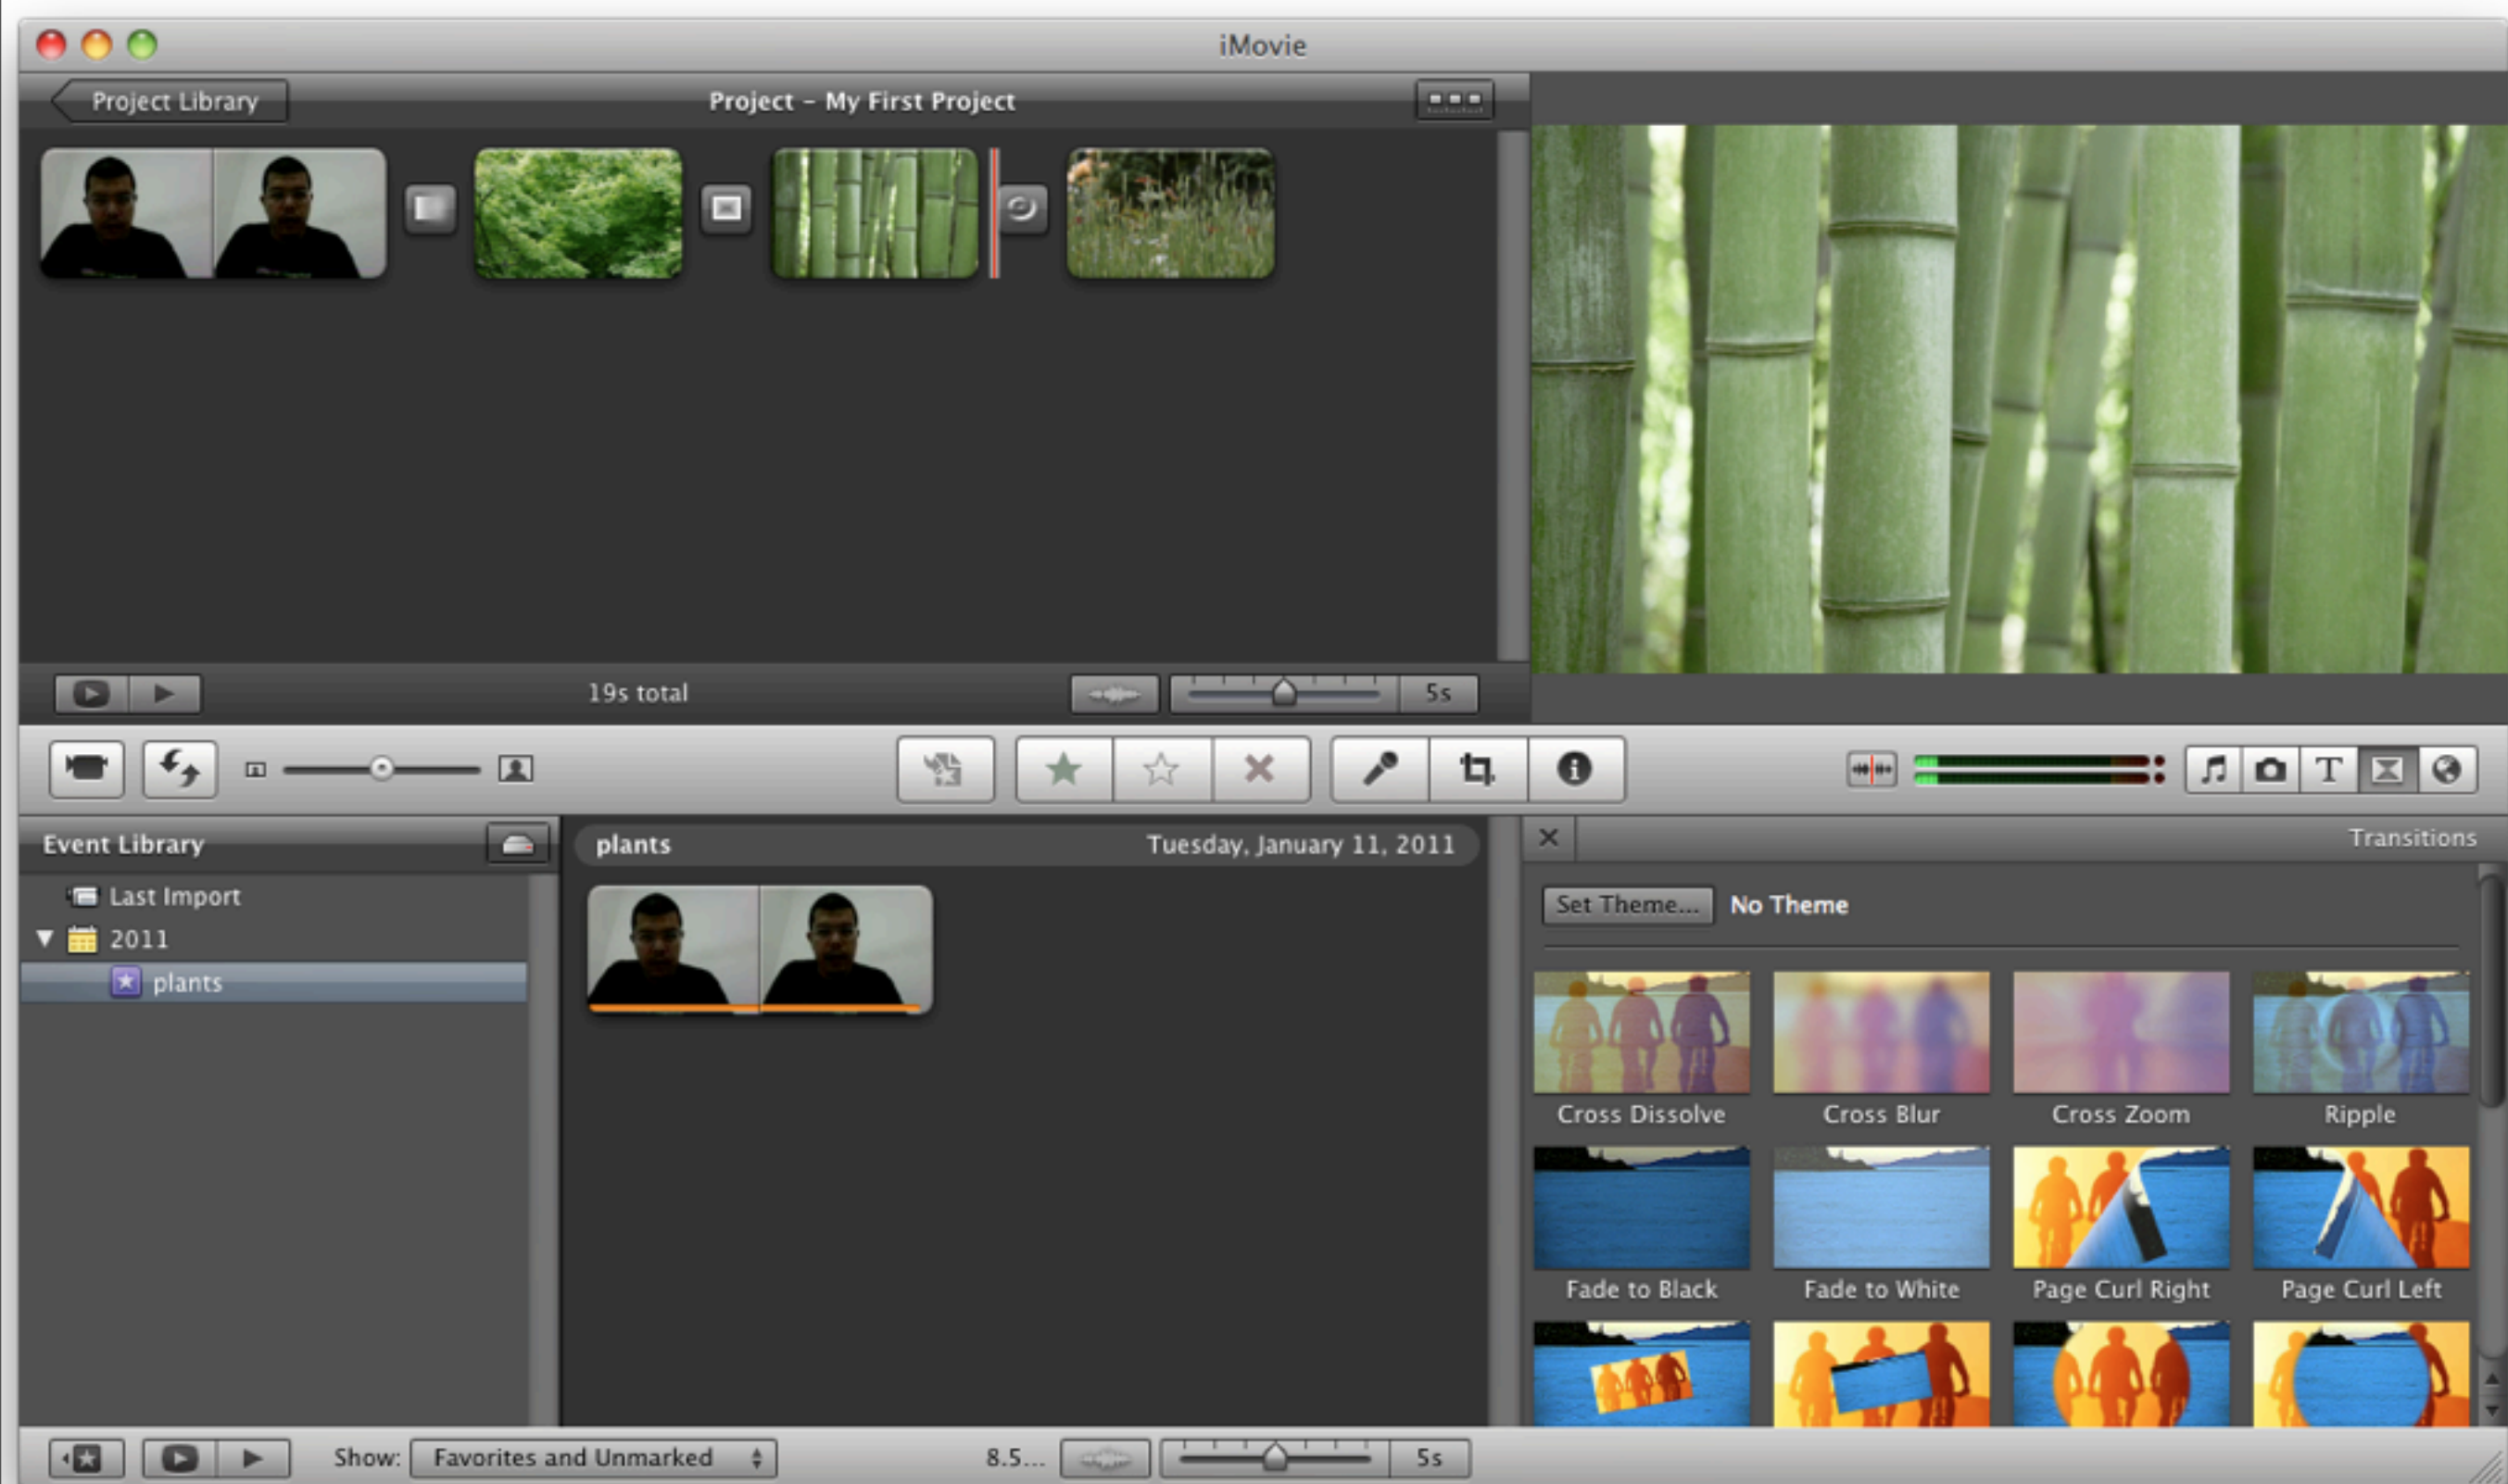 iMovie
Project Library
Project – My First Project
19s total
5s
T
Event Library
plants
Tuesday, January 11, 2011
Transitions
Last Import
2011
plants
Set Theme...
No Theme
Cross Dissolve
Cross Blur
Cross Zoom
Ripple
Fade to Black
Fade to White
Page Curl Right
Page Curl Left
Show:
Favorites and Unmarked
8.5...
5s